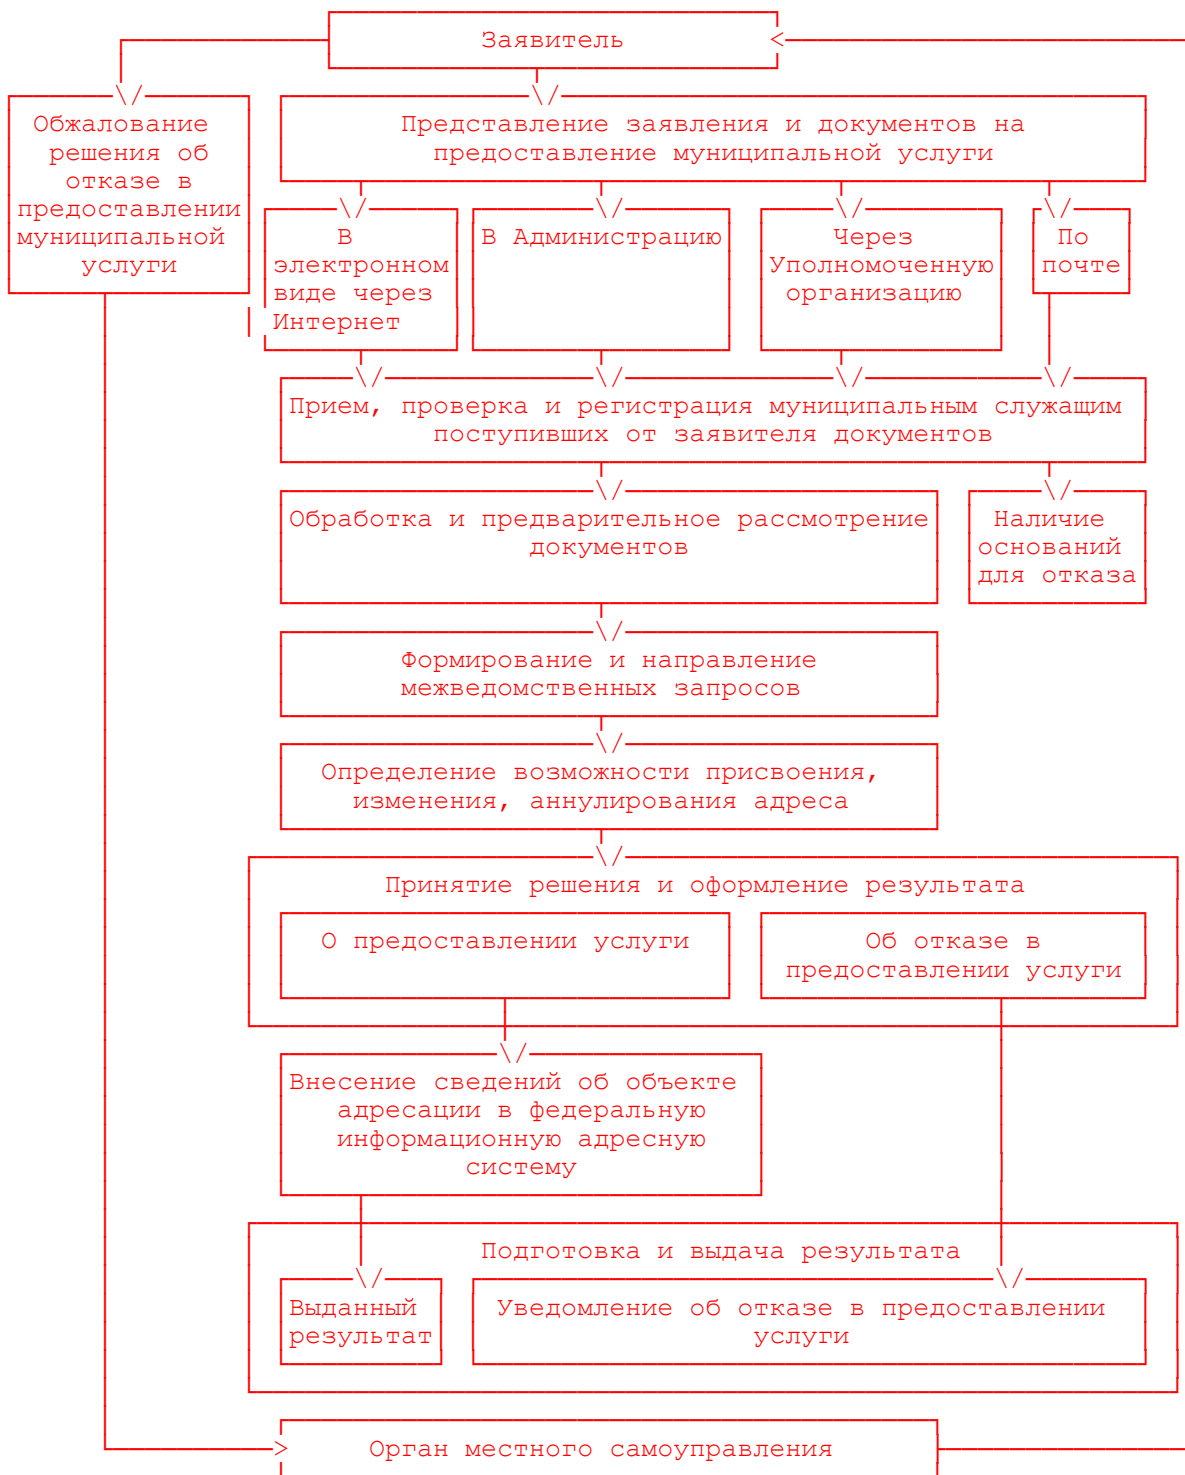 Заявитель
Обжалование
решения об
отказе в
предоставлении
муниципальной
услуги
Представление заявления и документов на
предоставление муниципальной услуги
В
электронном
виде через
Интернет
В Администрацию
Через
Уполномоченную
организацию
По
почте
Прием, проверка и регистрация муниципальным служащим
поступивших от заявителя документов
Обработка и предварительное рассмотрение
документов
Наличие
оснований
для отказа
Формирование и направление
межведомственных запросов
Определение возможности присвоения,
изменения, аннулирования адреса
Принятие решения и оформление результата
О предоставлении услуги
Об отказе в
предоставлении услуги
Внесение сведений об объекте
адресации в федеральную
информационную адресную
систему
Подготовка и выдача результата
Выданный
результат
Уведомление об отказе в предоставлении
услуги
Орган местного самоуправления